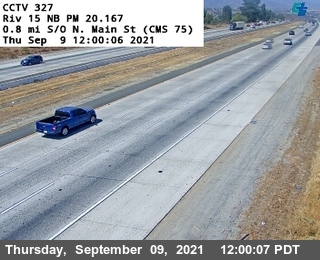 CCTV 327
Riv 15 NB PM 20.167
0.8 mi S/O N. Main St (CMS 75)
Thu Sep 9 12:00:06 2021
Thursday, September 09, 2021 12:00:07 PDT